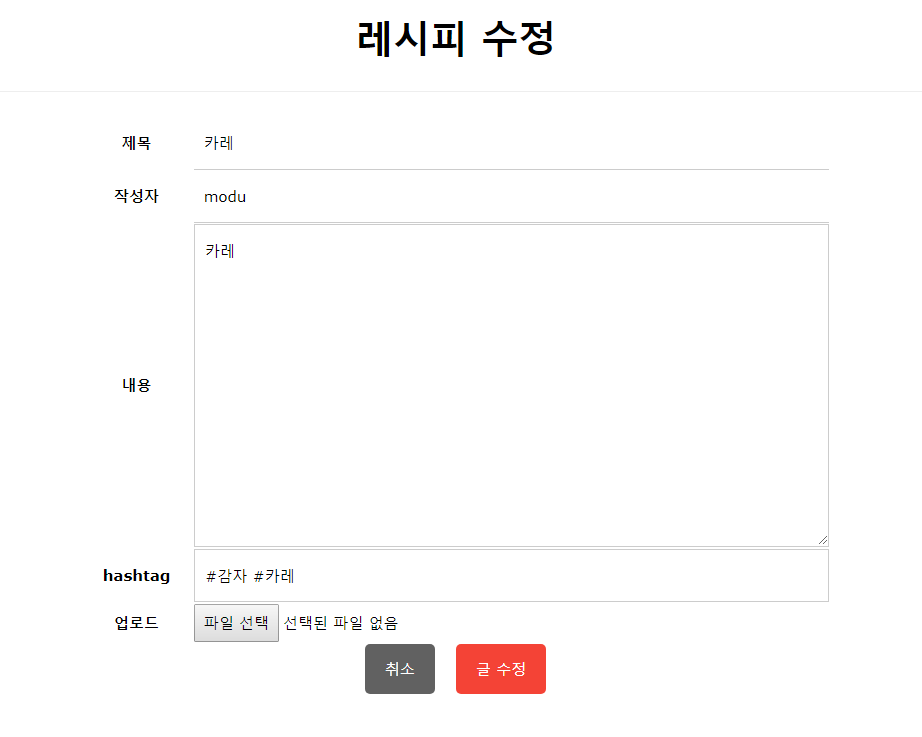 레시피 수정
제목 카레
작성자 modu
내용 카레
hashtag #감자 #카레
업로드 파일 선택 선택된 파일 없음
취소 글 수정